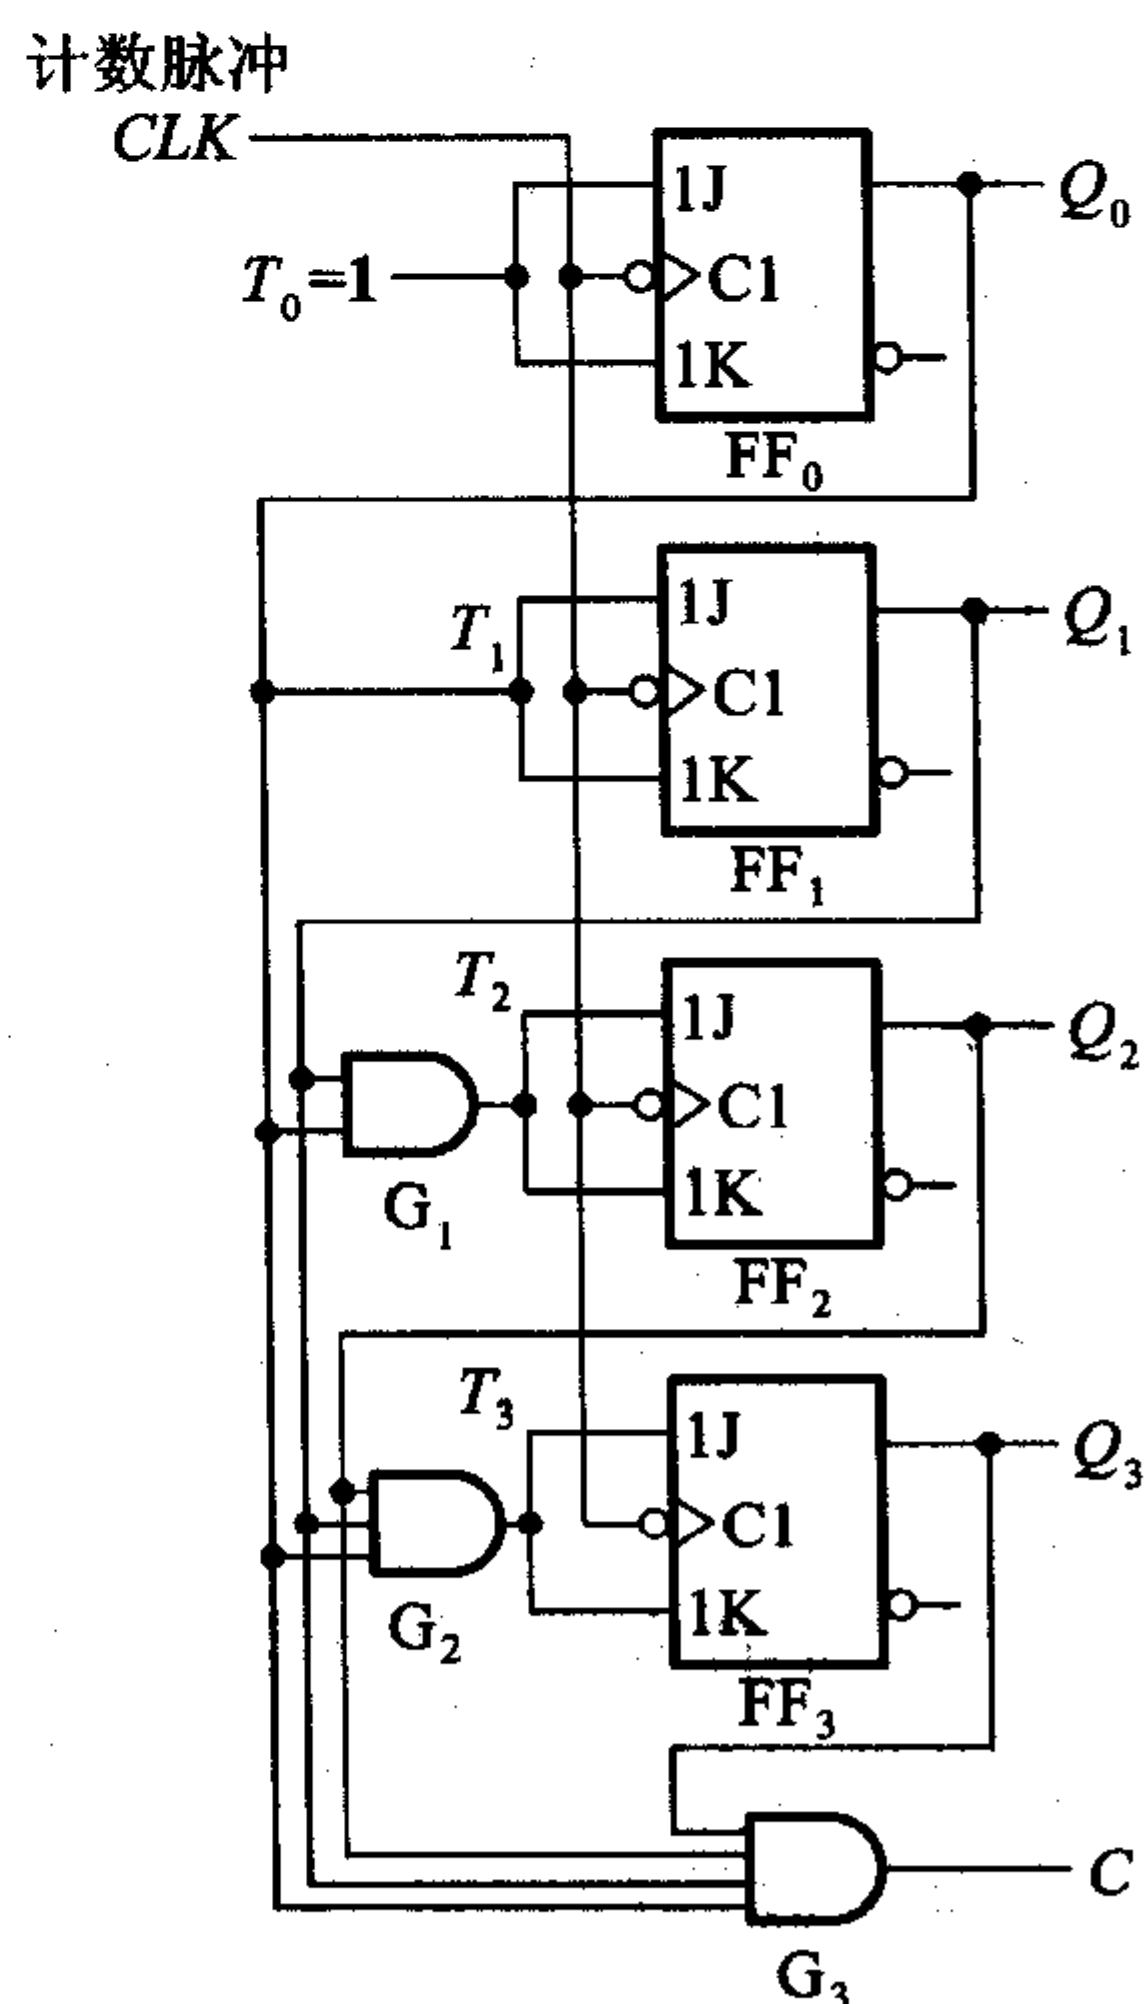 计数脉冲
CLK
1J
Q₀
T₀=1
C1
1K
FF₀
1J
T₁
Q₁
C1
1K
FF₁
T₂
1J
Q₂
C1
G₁
1K
FF₂
T₃
1J
Q₃
C1
G₂
1K
FF₃
C
G₃